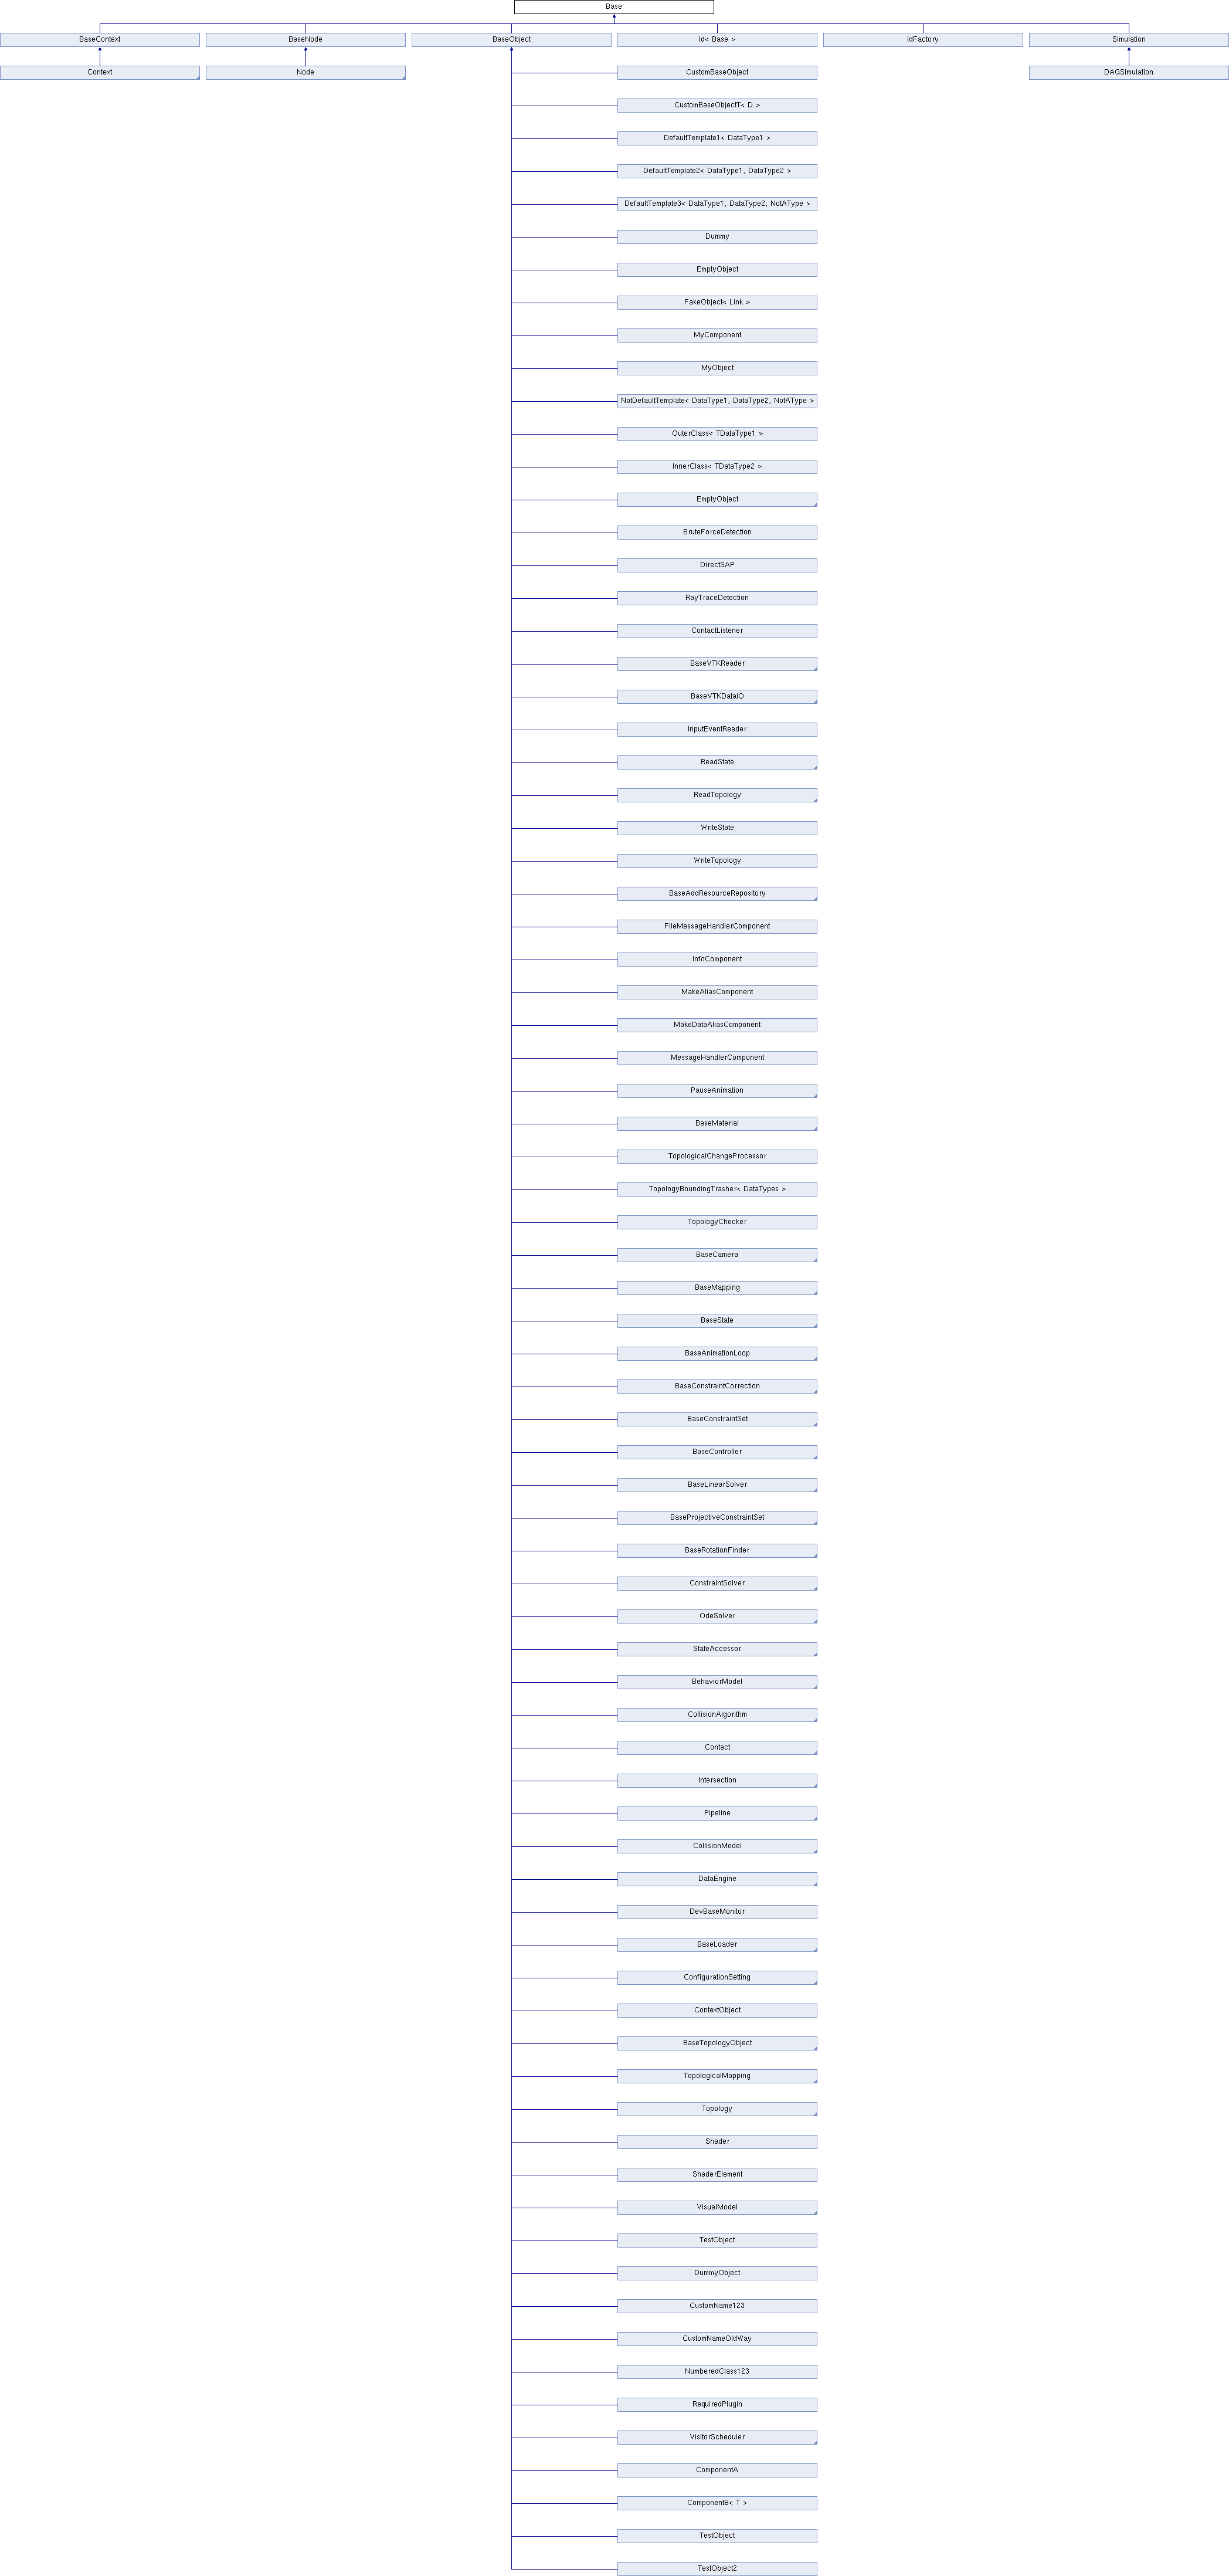 Base
BaseContext BaseNode BaseObject Id< Base > IdFactory Simulation
Context Node CustomBaseObject DAGSimulation
CustomBaseObjectT< D >
DefaultTemplate1< DataType1 >
DefaultTemplate2< DataType1, DataType2 >
DefaultTemplate3< DataType1, DataType2, NotAType >
Dummy
EmptyObject
FakeObject< Link >
MyComponent
MyObject
NotDefaultTemplate< DataType1, DataType2, NotAType >
OuterClass< TDataType1 >
InnerClass< TDataType2 >
EmptyObject
BruteForceDetection
DirectSAP
RayTraceDetection
ContactListener
BaseVTKReader
BaseVTKDataIO
InputEventReader
ReadState
ReadTopology
WriteState
WriteTopology
BaseAddResourceRepository
FileMessageHandlerComponent
InfoComponent
MakeAliasComponent
MakeDataAliasComponent
MessageHandlerComponent
PauseAnimation
BaseMaterial
TopologicalChangeProcessor
TopologyBoundingTrasher< DataTypes >
TopologyChecker
BaseCamera
BaseMapping
BaseState
BaseAnimationLoop
BaseConstraintCorrection
BaseConstraintSet
BaseController
BaseLinearSolver
BaseProjectiveConstraintSet
BaseRotationFinder
ConstraintSolver
OdeSolver
StateAccessor
BehaviorModel
CollisionAlgorithm
Contact
Intersection
Pipeline
CollisionModel
DataEngine
DevBaseMonitor
BaseLoader
ConfigurationSetting
ContextObject
BaseTopologyObject
TopologicalMapping
Topology
Shader
ShaderElement
VisualModel
TestObject
DummyObject
CustomName123
CustomNameOldWay
NumberedClass123
RequiredPlugin
VisitorScheduler
ComponentA
ComponentB< T >
TestObject
TestObject2